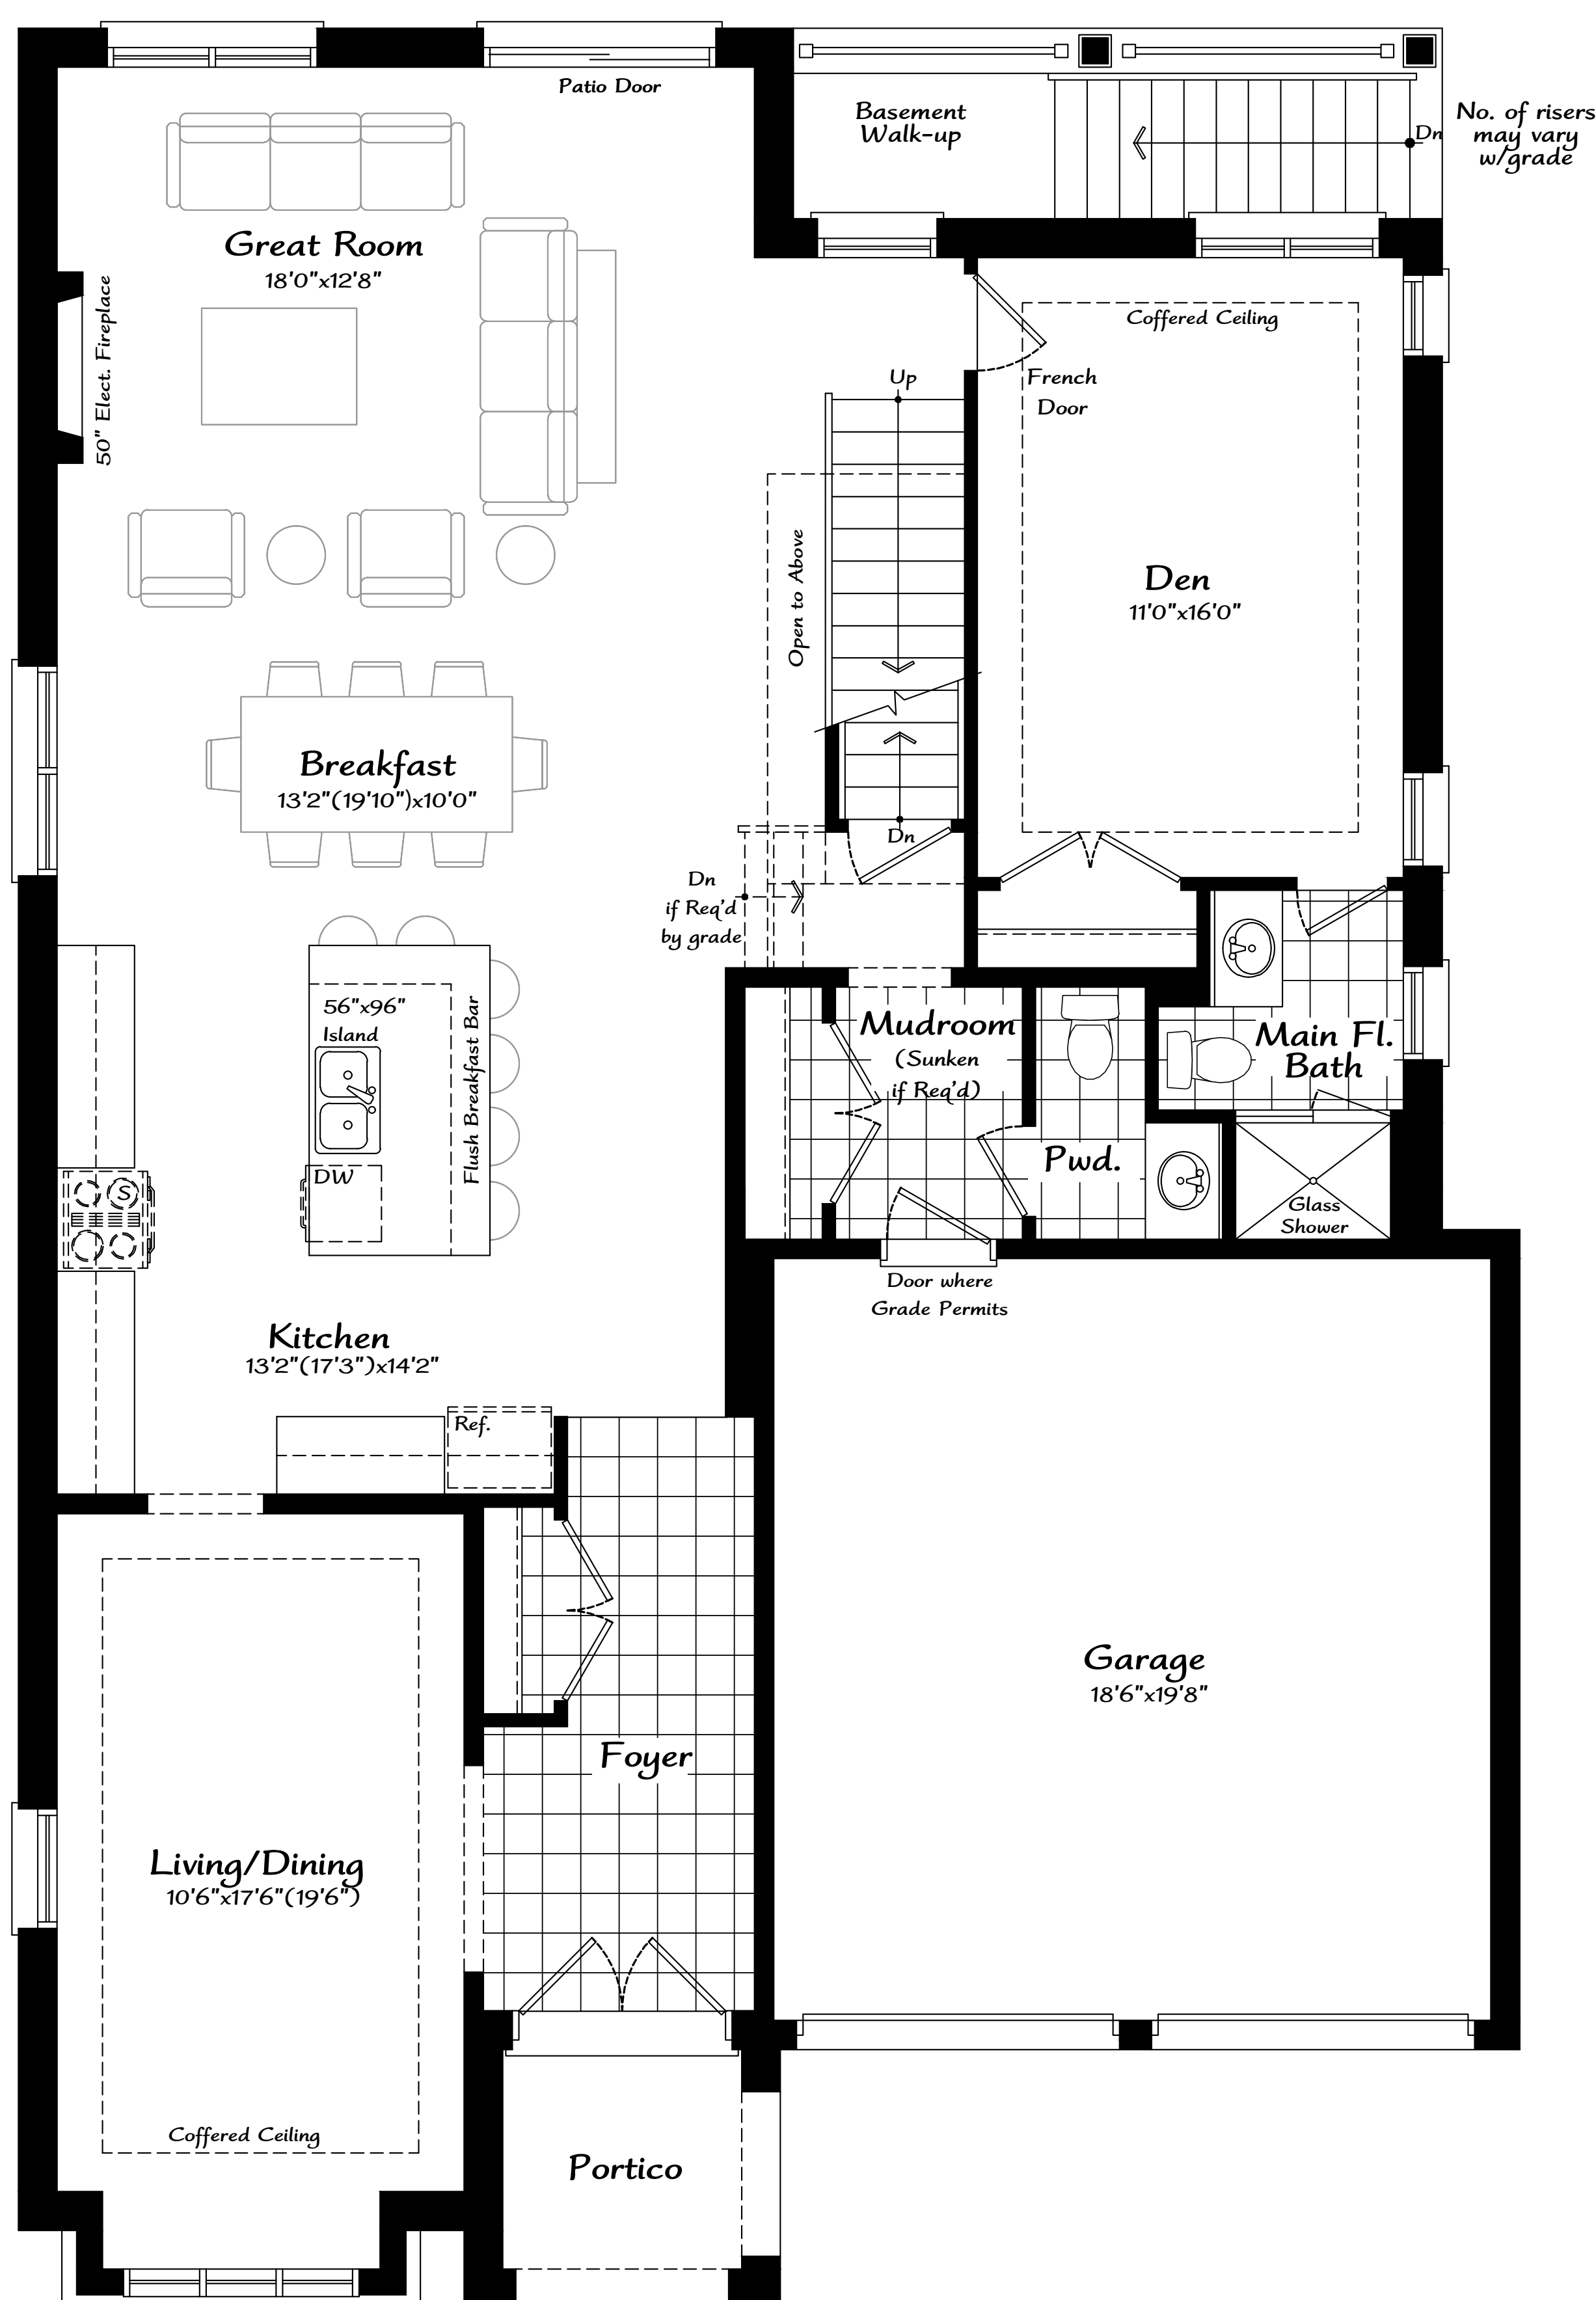 Patio Door
Basement
Walk-up
No. of risers
may vary
w/grade
Dn
Great Room
18'0"x12'8"
50" Elect. Fireplace
Coffered Ceiling
French
Door
Up
Open to Above
Den
11'0"x16'0"
Breakfast
13'2"(19'10")x10'0"
Dn
Dn
if Req'd
by grade
56"x96"
Island
Flush Breakfast Bar
DW
S
Mudroom
(Sunken
if Req'd)
Main Fl.
Bath
Pwd.
Glass
Shower
Door where
Grade Permits
Kitchen
13'2"(17'3")x14'2"
Ref.
Garage
18'6"x19'8"
Foyer
Living/Dining
10'6"x17'6"(19'6")
Coffered Ceiling
Portico